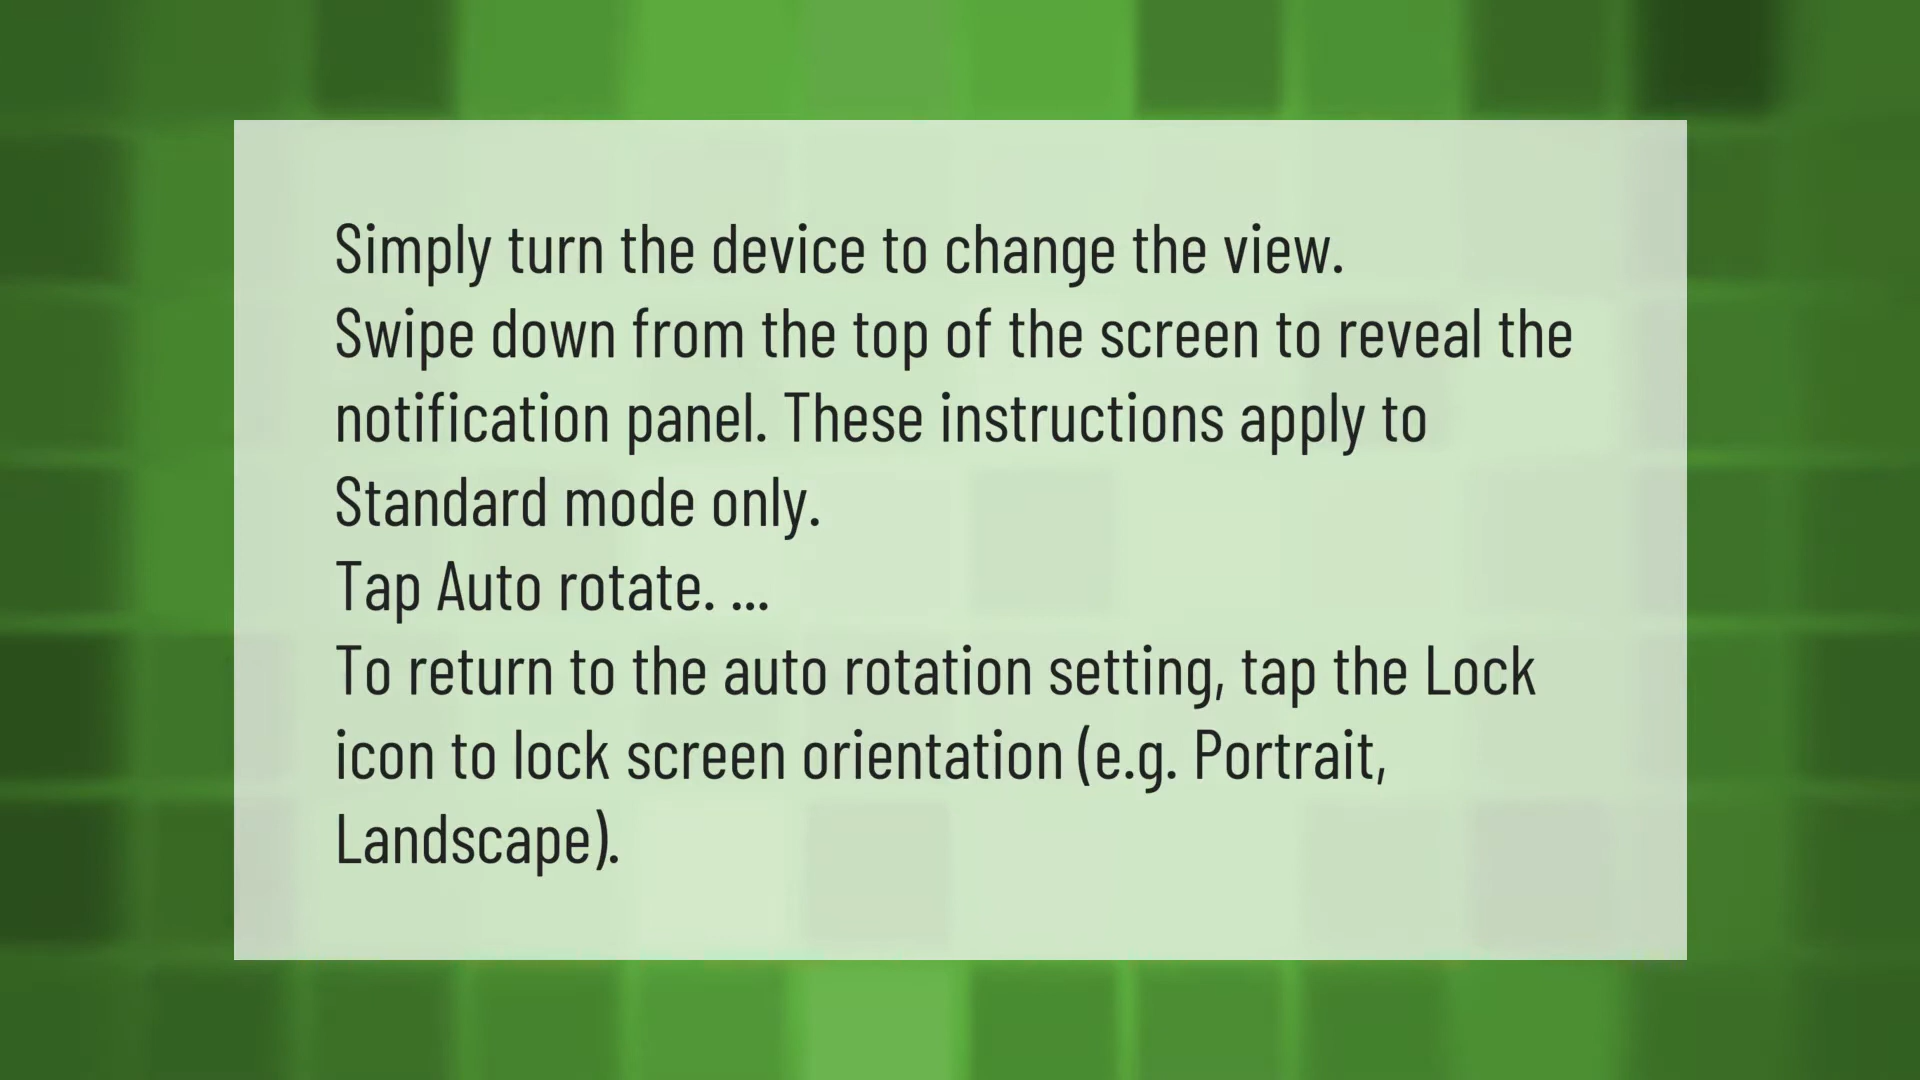 Simply turn the device to change the view.
Swipe down from the top of the screen to reveal the
notification panel. These instructions apply to
Standard mode only.
Tap Auto rotate. ...
To return to the auto rotation setting, tap the Lock
icon to lock screen orientation (e.g. Portrait,
Landscape).